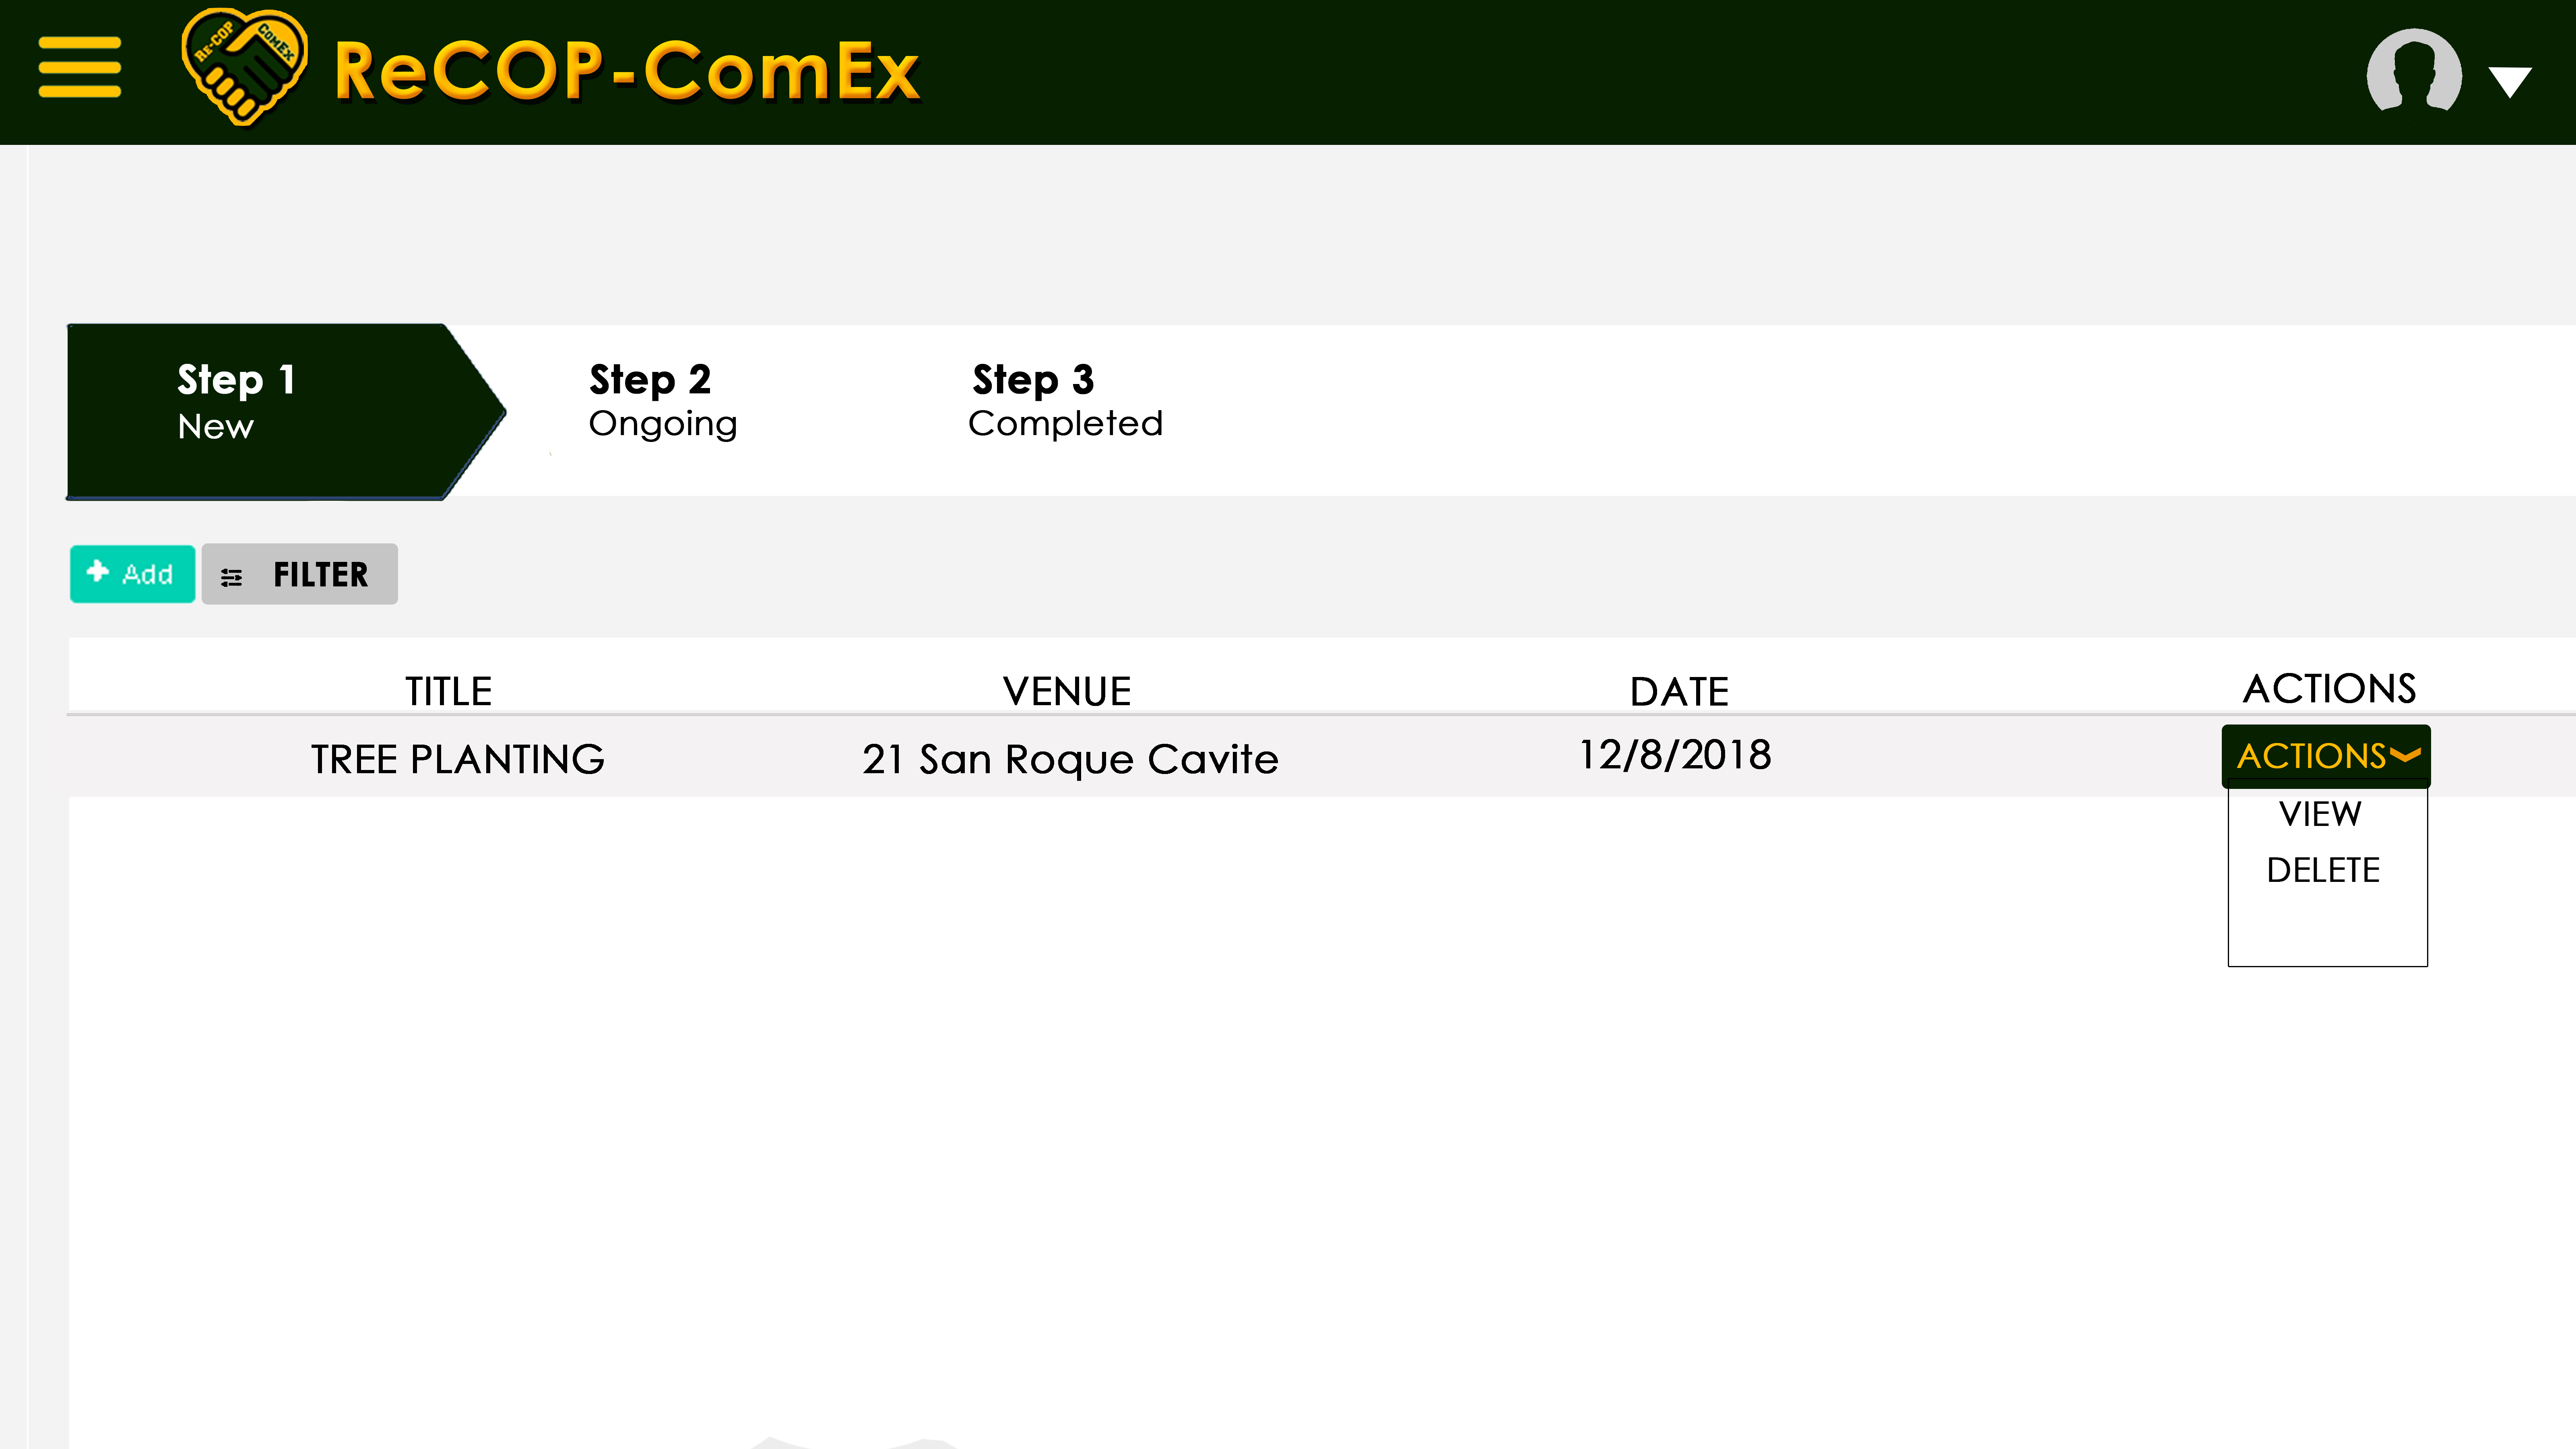 Re-COP ComEx
ReCOP-ComEx
Step 1
New
Step 2
Ongoing
Step 3
Completed
Add
FILTER
TITLE VENUE DATE ACTIONS
TREE PLANTING 21 San Roque Cavite 12/8/2018 ACTIONS
VIEW
DELETE